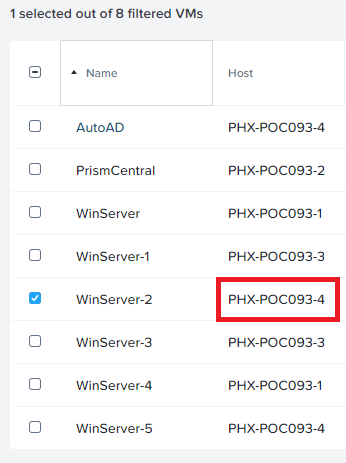 1 selected out of 8 filtered VMs
Name Host
AutoAD PHX-POC093-4
PrismCentral PHX-POC093-2
WinServer PHX-POC093-1
WinServer-1 PHX-POC093-3
WinServer-2 PHX-POC093-4
WinServer-3 PHX-POC093-3
WinServer-4 PHX-POC093-1
WinServer-5 PHX-POC093-4